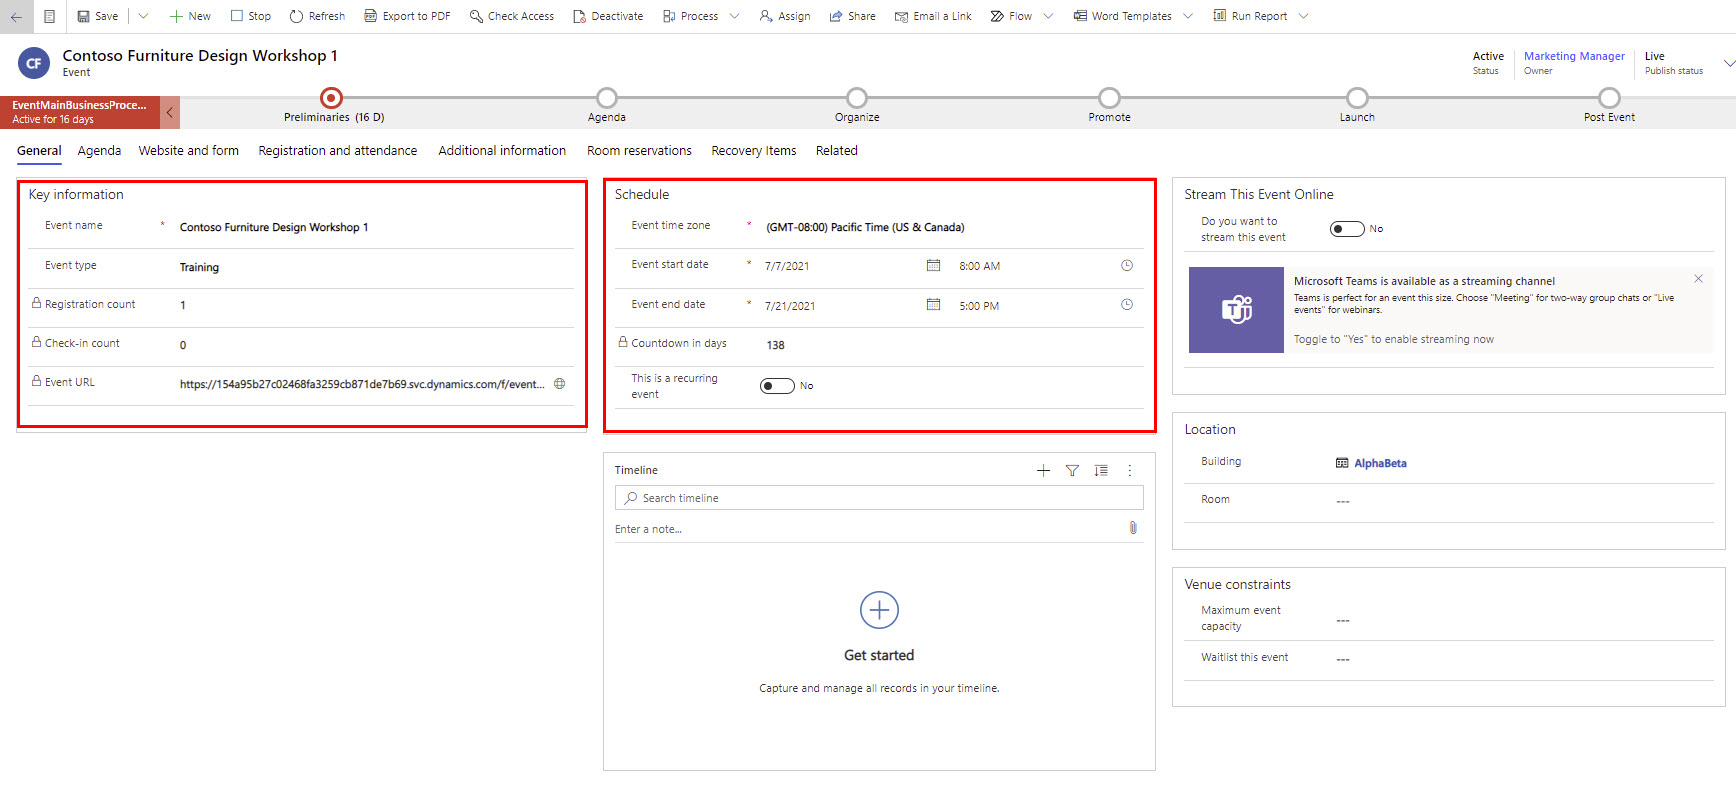 Save
New
Stop
Refresh
Export to PDF
Check Access
Deactivate
Process
Assign
Share
Email a Link
Flow
Word Templates
Run Report
CF
Contoso Furniture Design Workshop 1
Event
Active
Status
Marketing Manager
Owner
Live
Publish status
EventMainBusinessProce...
Active for 16 days
Preliminaries (16 D)
Agenda
Organize
Promote
Launch
Post Event
General
Agenda
Website and form
Registration and attendance
Additional information
Room reservations
Recovery Items
Related
Key information
Event name * Contoso Furniture Design Workshop 1
Event type Training
Registration count 1
Check-in count 0
Event URL https://154a95b27c02468fa3259cb871de7b69.svc.dynamics.com/f/event...
Schedule
Event time zone * (GMT-08:00) Pacific Time (US & Canada)
Event start date * 7/7/2021 8:00 AM
Event end date * 7/21/2021 5:00 PM
Countdown in days 138
This is a recurring
event
No
Timeline
Search timeline
Enter a note...
Get started
Capture and manage all records in your timeline.
Stream This Event Online
Do you want to
stream this event
No
Microsoft Teams is available as a streaming channel
Teams is perfect for an event this size. Choose "Meeting" for two-way group chats or "Live
events" for webinars.
Toggle to "Yes" to enable streaming now
Location
Building AlphaBeta
Room ---
Venue constraints
Maximum event
capacity
---
Waitlist this event ---